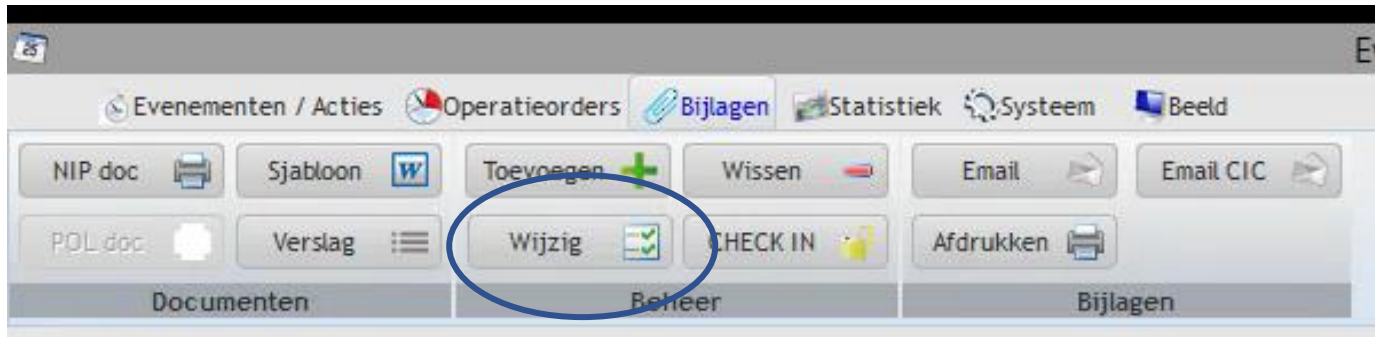 25
Ev
Evenementen / Acties Operatieorders Bijlagen Statistiek Systeem Beeld
NIP doc Sjabloon W Toevoegen Wissen Email Email CIC
POL doc Verslag Wijzig CHECK IN Afdrukken
Documenten Beheer Bijlagen